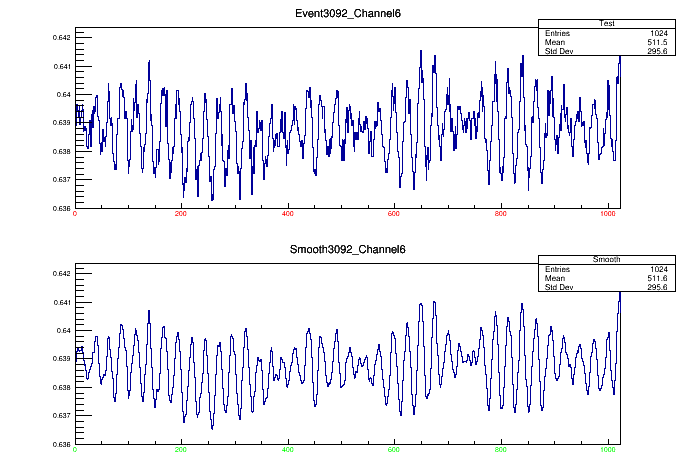 Event3092_Channel6
Test
Entries 1024
Mean 511.5
Std Dev 295.6
0.642
0.641
0.64
0.639
0.638
0.637
0.636
0 200 400 600 800 1000
Smooth3092_Channel6
Smooth
Entries 1024
Mean 511.6
Std Dev 295.6
0.642
0.641
0.64
0.639
0.638
0.637
0.636
0 200 400 600 800 1000